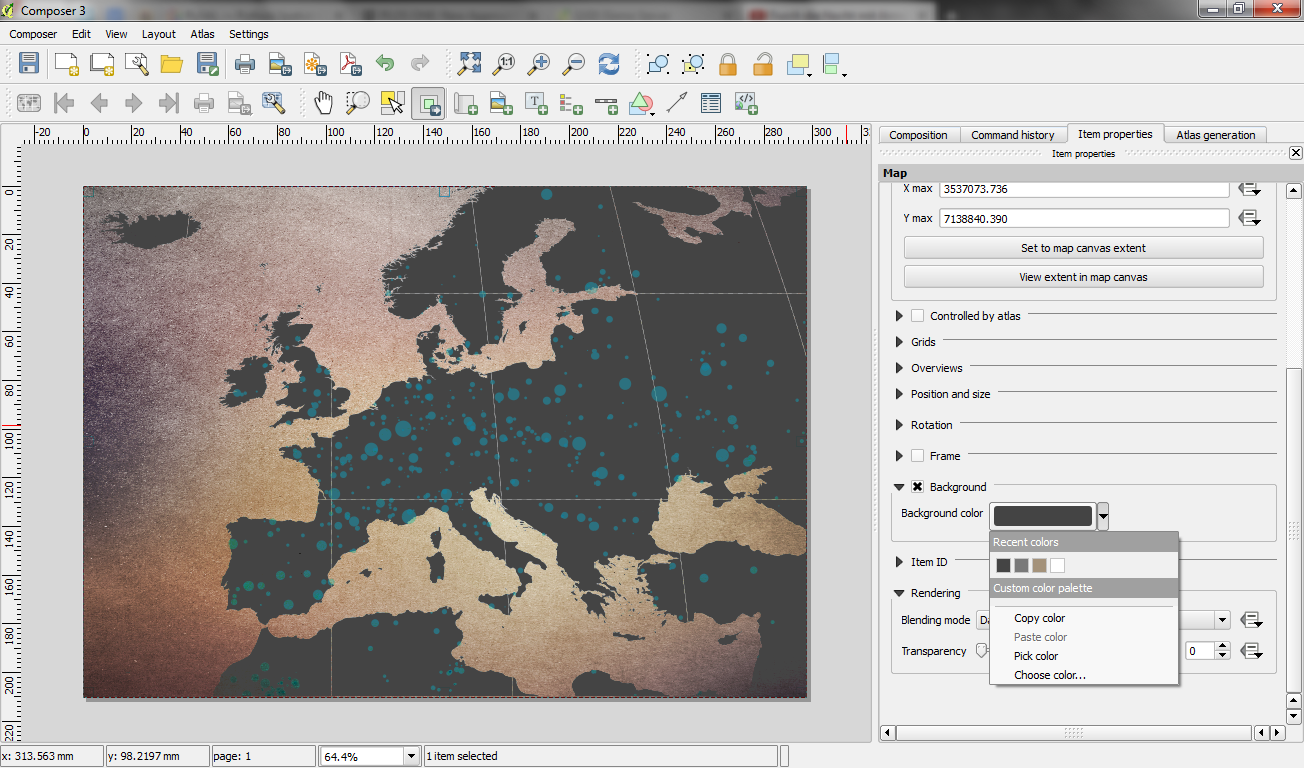 Composer 3
Composer Edit View Layout Atlas Settings
1:1
T
-20 0 20 40 60 80 100 120 140 160 180 200 220 240 260 280 300
0 20 40 60 80 100 120 140 160 180 200 220
Composition Command history Item properties Atlas generation
Item properties
Map
X max 3537073.736
Y max 7138840.390
Set to map canvas extent
View extent in map canvas
Controlled by atlas
Grids
Overviews
Position and size
Rotation
Frame
Background
Background color
Recent colors
Item ID
Custom color palette
Rendering
Copy color
Blending mode
Paste color
Pick color
Transparency 0
Choose color...
x: 313.563 mm y: 98.2197 mm page: 1 64.4% 1 item selected